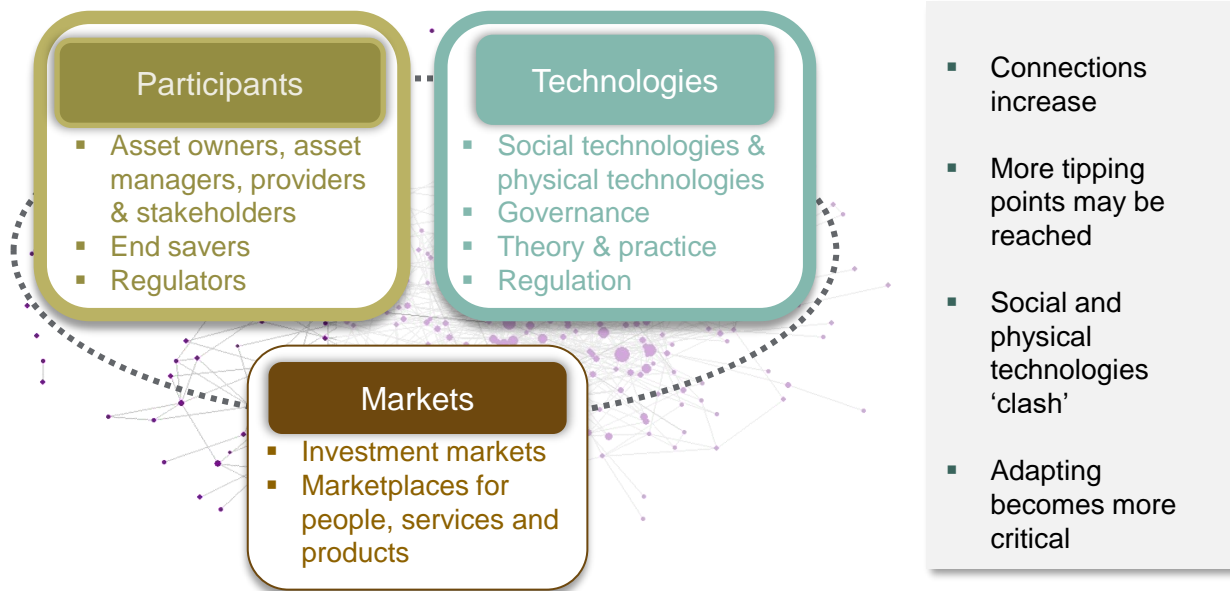 Participants
▪ Asset owners, asset
managers, providers
& stakeholders
▪ End savers
▪ Regulators
Technologies
▪ Social technologies &
physical technologies
▪ Governance
▪ Theory & practice
▪ Regulation
Markets
▪ Investment markets
▪ Marketplaces for
people, services and
products
▪ Connections
increase
▪ More tipping
points may be
reached
▪ Social and
physical
technologies
‘clash’
▪ Adapting
becomes more
critical